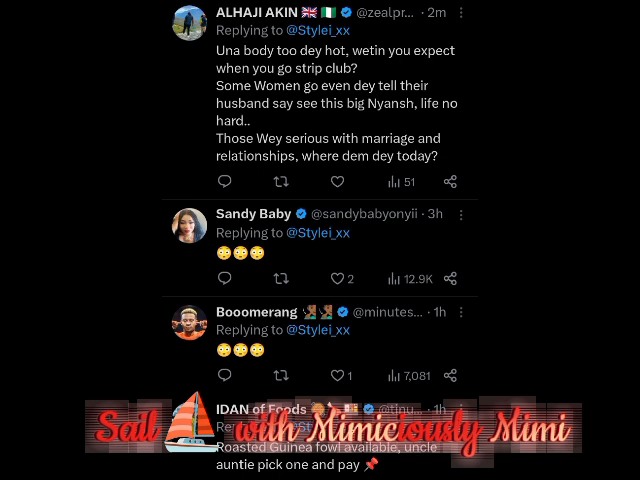 ALHAJI AKIN 🇬🇧 🇳🇬 @zealpr... · 2m
Replying to @Stylei_xx
Una body too dey hot, wetin you expect
when you go strip club?
Some Women go even dey tell their
husband say see this big Nyansh, life no
hard..
Those Wey serious with marriage and
relationships, where dem dey today?
51
Sandy Baby @sandybabyonyii · 3h
Replying to @Stylei_xx
😳😳😳
2 12.9K
Booomerang @minutes... · 1h
Replying to @Stylei_xx
😳😳😳
1 7,081
IDAN of Foods @tinu... · 1h
Sail ⛵ with Mimiciously Mimi
Roasted Guinea fowl available, uncle
auntie pick one and pay 📌